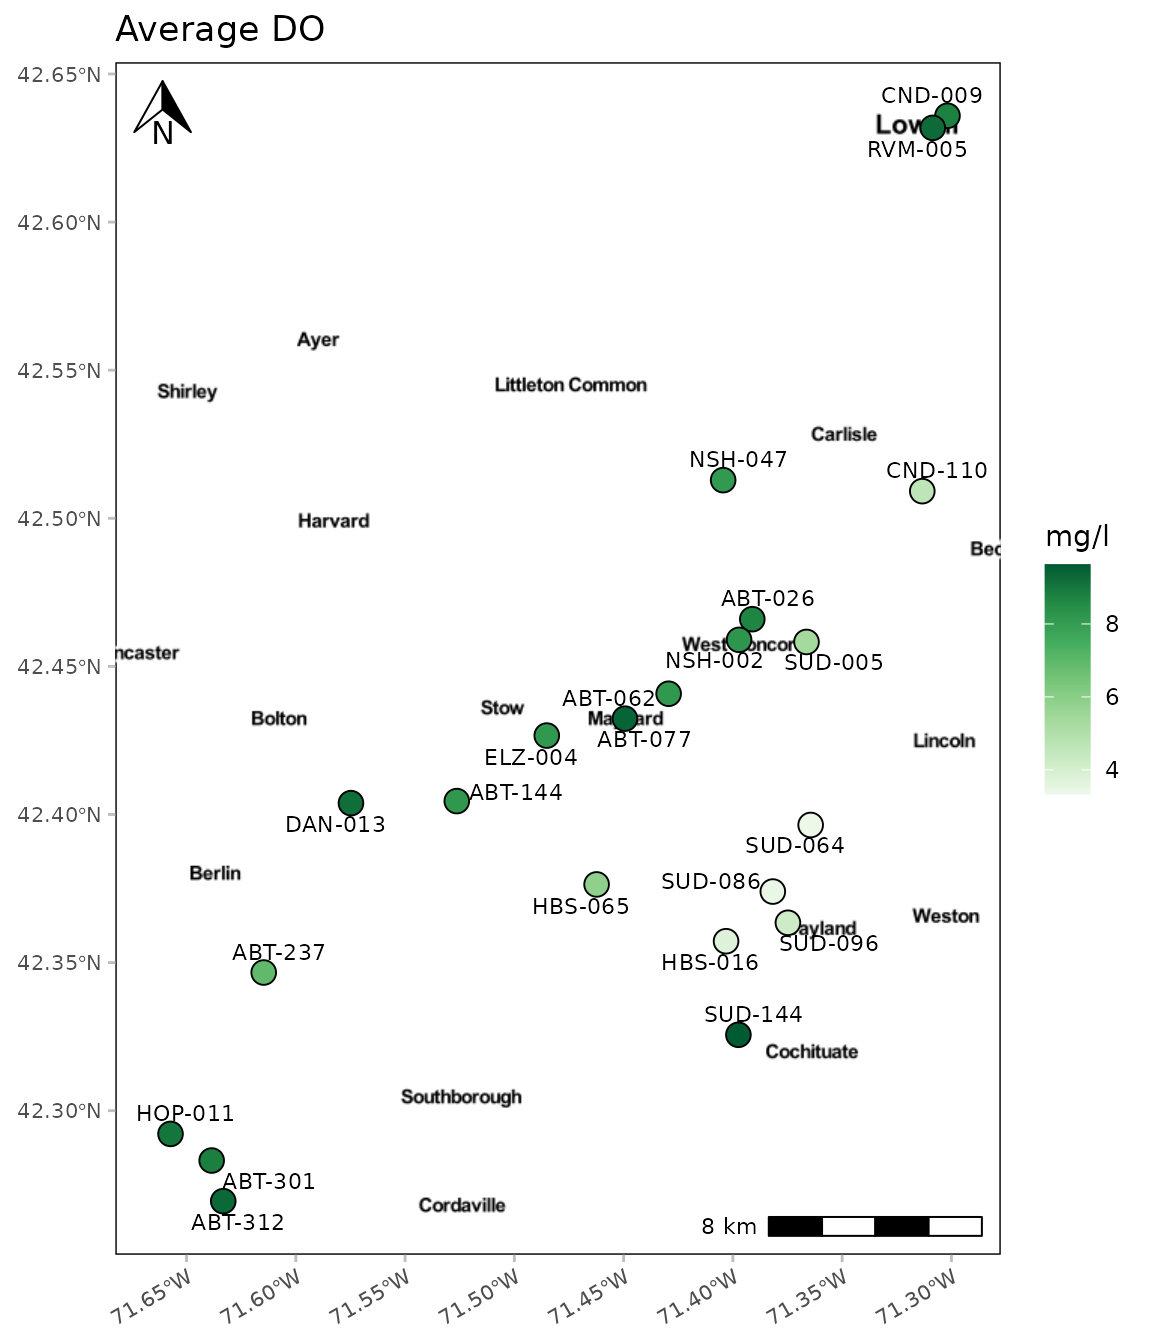 Average DO
42.65°N
42.60°N
42.55°N
42.50°N
42.45°N
42.40°N
42.35°N
42.30°N
N
CND-009
RVM-005
Ayer
Shirley
Littleton Common
Carlisle
NSH-047
CND-110
Harvard
Bed
ABT-026
NSH-002
SUD-005
ncaster
Bolton
Stow
ABT-062
ABT-077
Lincoln
ELZ-004
ABT-144
DAN-013
SUD-064
Berlin
SUD-086
HBS-065
Weston
ayland
SUD-096
ABT-237
HBS-016
SUD-144
Cochituate
Southborough
HOP-011
ABT-301
ABT-312
Cordaville
8 km
71.65°W
71.60°W
71.55°W
71.50°W
71.45°W
71.40°W
71.35°W
71.30°W
mg/l
8
6
4